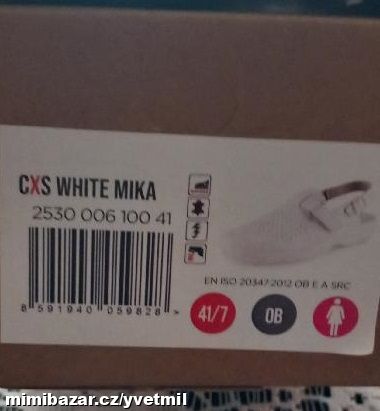 CXS WHITE MIKA
2530 006 100 41
8 591940 059828 >
EN ISO 20347:2012 OB E A SRC
41/7 OB
mimibazar.cz/yvetmil